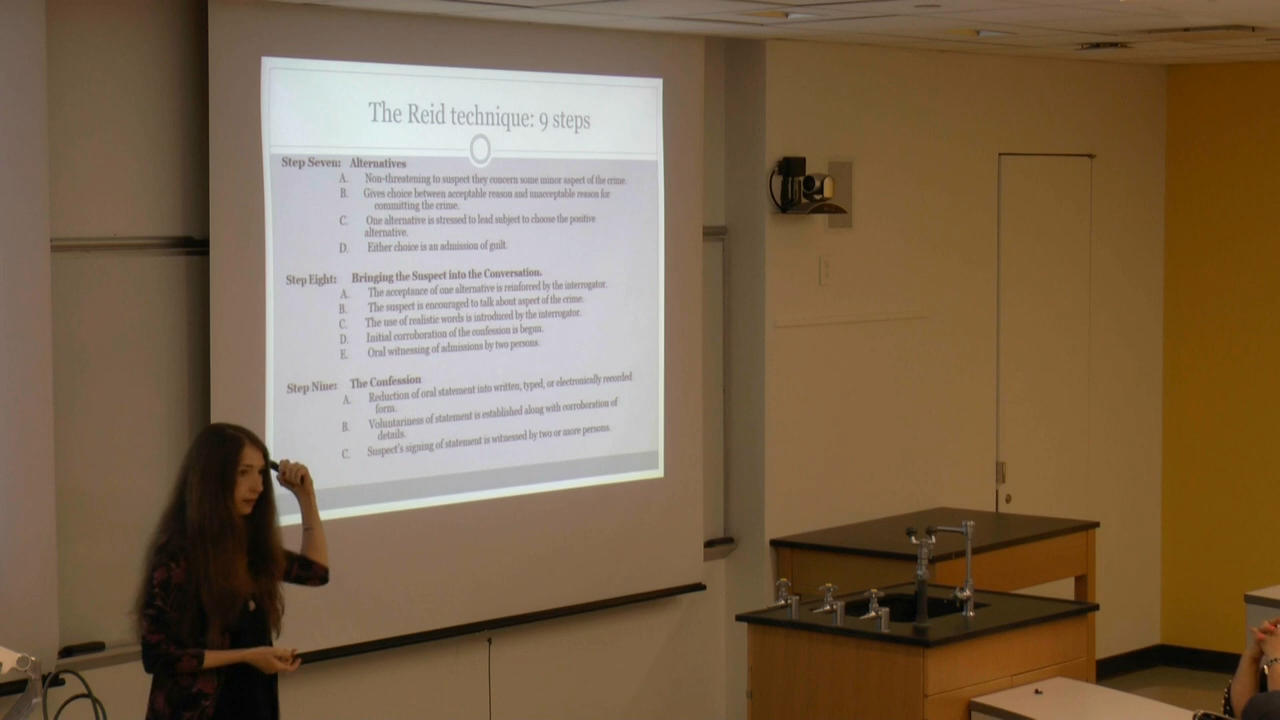 The Reid technique: 9 steps
Step Seven: Alternatives
A. Non-threatening to suspect they concern some minor aspect of the crime.
B. Gives choice between acceptable reason and unacceptable reason for
committing the crime.
C. One alternative is stressed to lead subject to choose the positive
alternative.
D. Either choice is an admission of guilt.
Step Eight: Bringing the Suspect into the Conversation.
A. The acceptance of one alternative is reinforced by the interrogator.
B. The suspect is encouraged to talk about aspect of the crime.
C. The use of realistic words is introduced by the interrogator.
D. Initial corroboration of the confession is begun.
E. Oral witnessing of admissions by two persons.
Step Nine: The Confession
A. Reduction of oral statement into written, typed, or electronically recorded
form.
B. Voluntariness of statement is established along with corroboration of
details.
C. Suspect's signing of statement is witnessed by two or more persons.